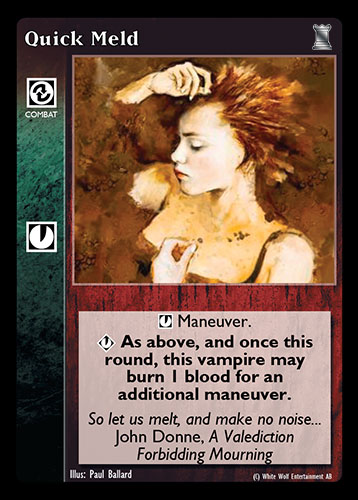 Quick Meld
COMBAT
Maneuver.
As above, and once this
round, this vampire may
burn 1 blood for an
additional maneuver.
So let us melt, and make no noise...
John Donne, A Valediction
Forbidding Mourning
Illus: Paul Ballard
(C) White Wolf Entertainment AB